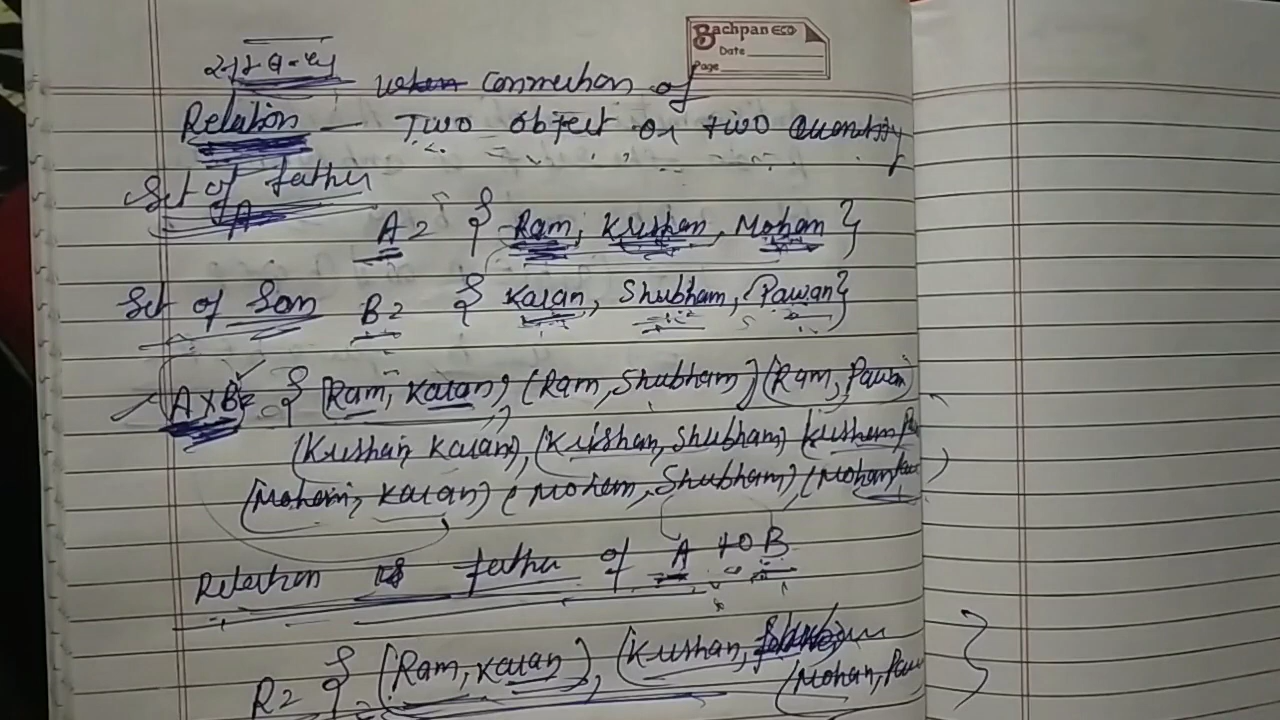 Bachpan ECO
Date
Page
सम्बन्ध
connection of
Relation — Two object or two Quantity
Set of father
A
A = { Ram, Krishan, Mohan }
Set of Son B = { Karan, Shubham, Pawan }
A X B = { (Ram, Karan), (Ram, Shubham) (Ram, Pawan)
(Krishan, Karan), (Krishan, Shubham) (Krishan,
(Mohan, Karan) (Mohan, Shubham), (Mohan,
Relation is father of A to B
R = { (Ram, Karan), (Krishan,
(Mohan,
}